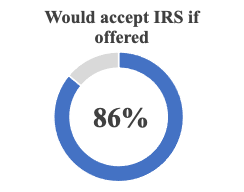 Would accept IRS if
offered
86%